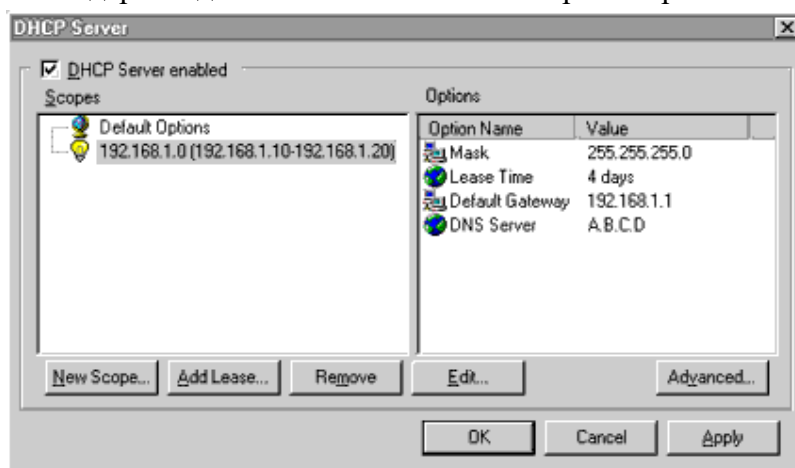 DHCP Server
DHCP Server enabled
Scopes
Options
Default Options
192.168.1.0 (192.168.1.10-192.168.1.20)
Option Name Value
Mask 255.255.255.0
Lease Time 4 days
Default Gateway 192.168.1.1
DNS Server A.B.C.D
New Scope... Add Lease... Remove Edit... Advanced...
OK Cancel Apply